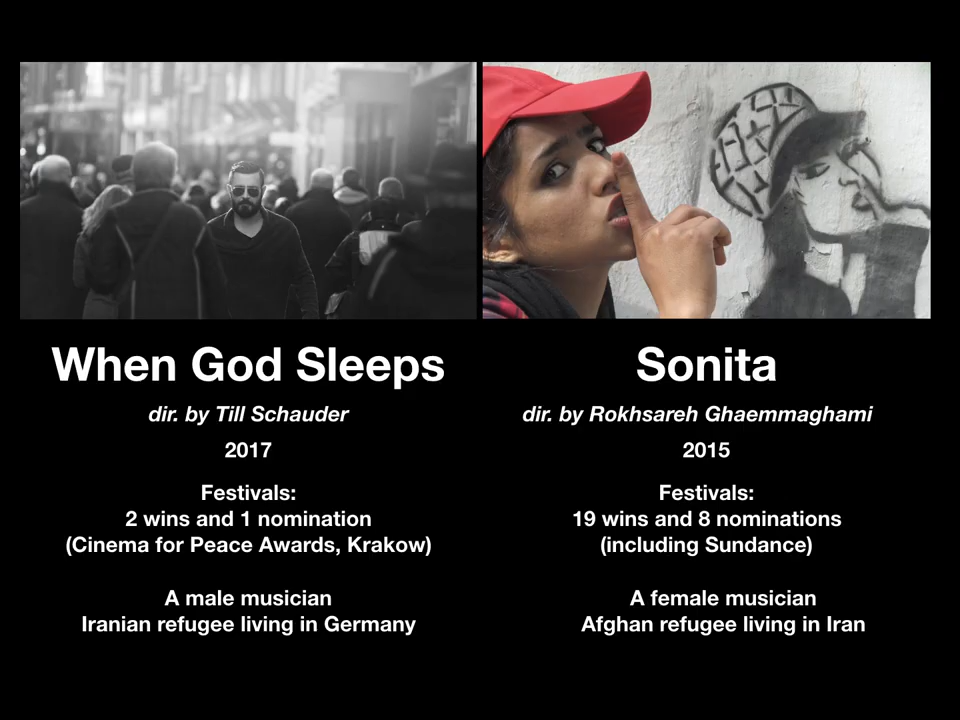 When God Sleeps
dir. by Till Schauder
2017
Festivals:
2 wins and 1 nomination
(Cinema for Peace Awards, Krakow)
A male musician
Iranian refugee living in Germany
Sonita
dir. by Rokhsareh Ghaemmaghami
2015
Festivals:
19 wins and 8 nominations
(including Sundance)
A female musician
Afghan refugee living in Iran